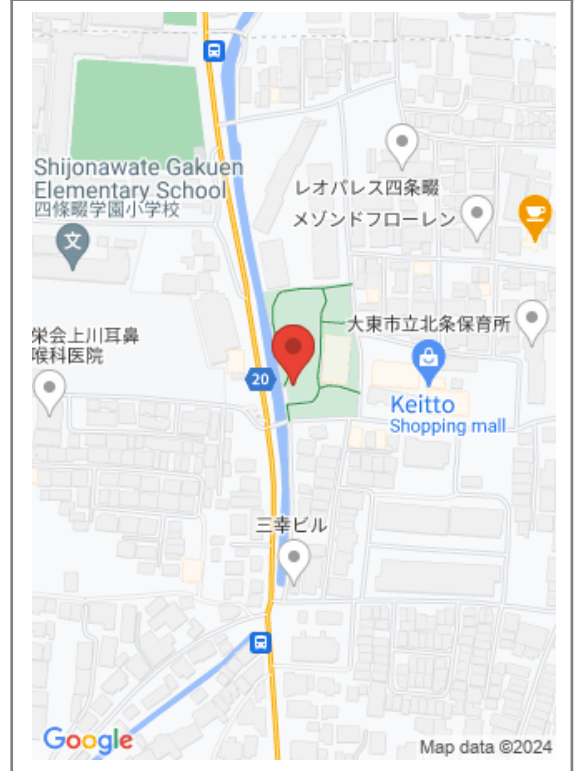 Shijonawate Gakuen
Elementary School
四條畷学園小学校
文
レオパレス四条畷
メゾンドフローレン
栄会上川耳鼻
喉科医院
大東市立北条保育所
20
Keitto
Shopping mall
三幸ビル
Google
Map data ©2024